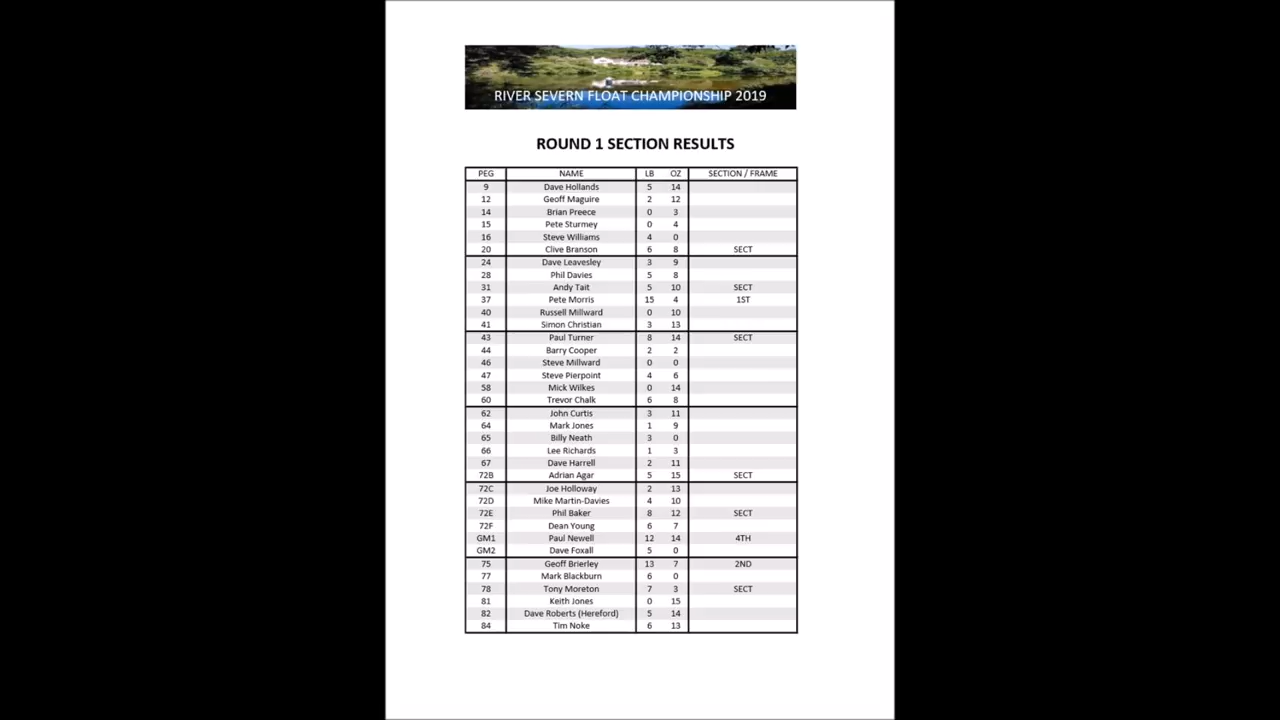 RIVER SEVERN FLOAT CHAMPIONSHIP 2019
ROUND 1 SECTION RESULTS
PEG NAME LB OZ SECTION / FRAME
9 Dave Hollands 5 14
12 Geoff Maguire 2 12
14 Brian Preece 0 3
15 Pete Sturmey 0 4
16 Steve Williams 4 0
20 Clive Branson 6 8 SECT
24 Dave Leavesley 3 9
28 Phil Davies 5 8
31 Andy Tait 5 10 SECT
37 Pete Morris 15 4 1ST
40 Russell Millward 0 10
41 Simon Christian 3 13
43 Paul Turner 8 14 SECT
44 Barry Cooper 2 2
46 Steve Millward 0 0
47 Steve Pierpoint 4 6
58 Mick Wilkes 0 14
60 Trevor Chalk 6 8
62 John Curtis 3 11
64 Mark Jones 1 9
65 Billy Neath 3 0
66 Lee Richards 1 3
67 Dave Harrell 2 11
72B Adrian Agar 5 15 SECT
72C Joe Holloway 2 13
72D Mike Martin-Davies 4 10
72E Phil Baker 8 12 SECT
72F Dean Young 6 7
GM1 Paul Newell 12 14 4TH
GM2 Dave Foxall 5 0
75 Geoff Brierley 13 7 2ND
77 Mark Blackburn 6 0
78 Tony Moreton 7 3 SECT
81 Keith Jones 0 15
82 Dave Roberts (Hereford) 5 14
84 Tim Noke 6 13